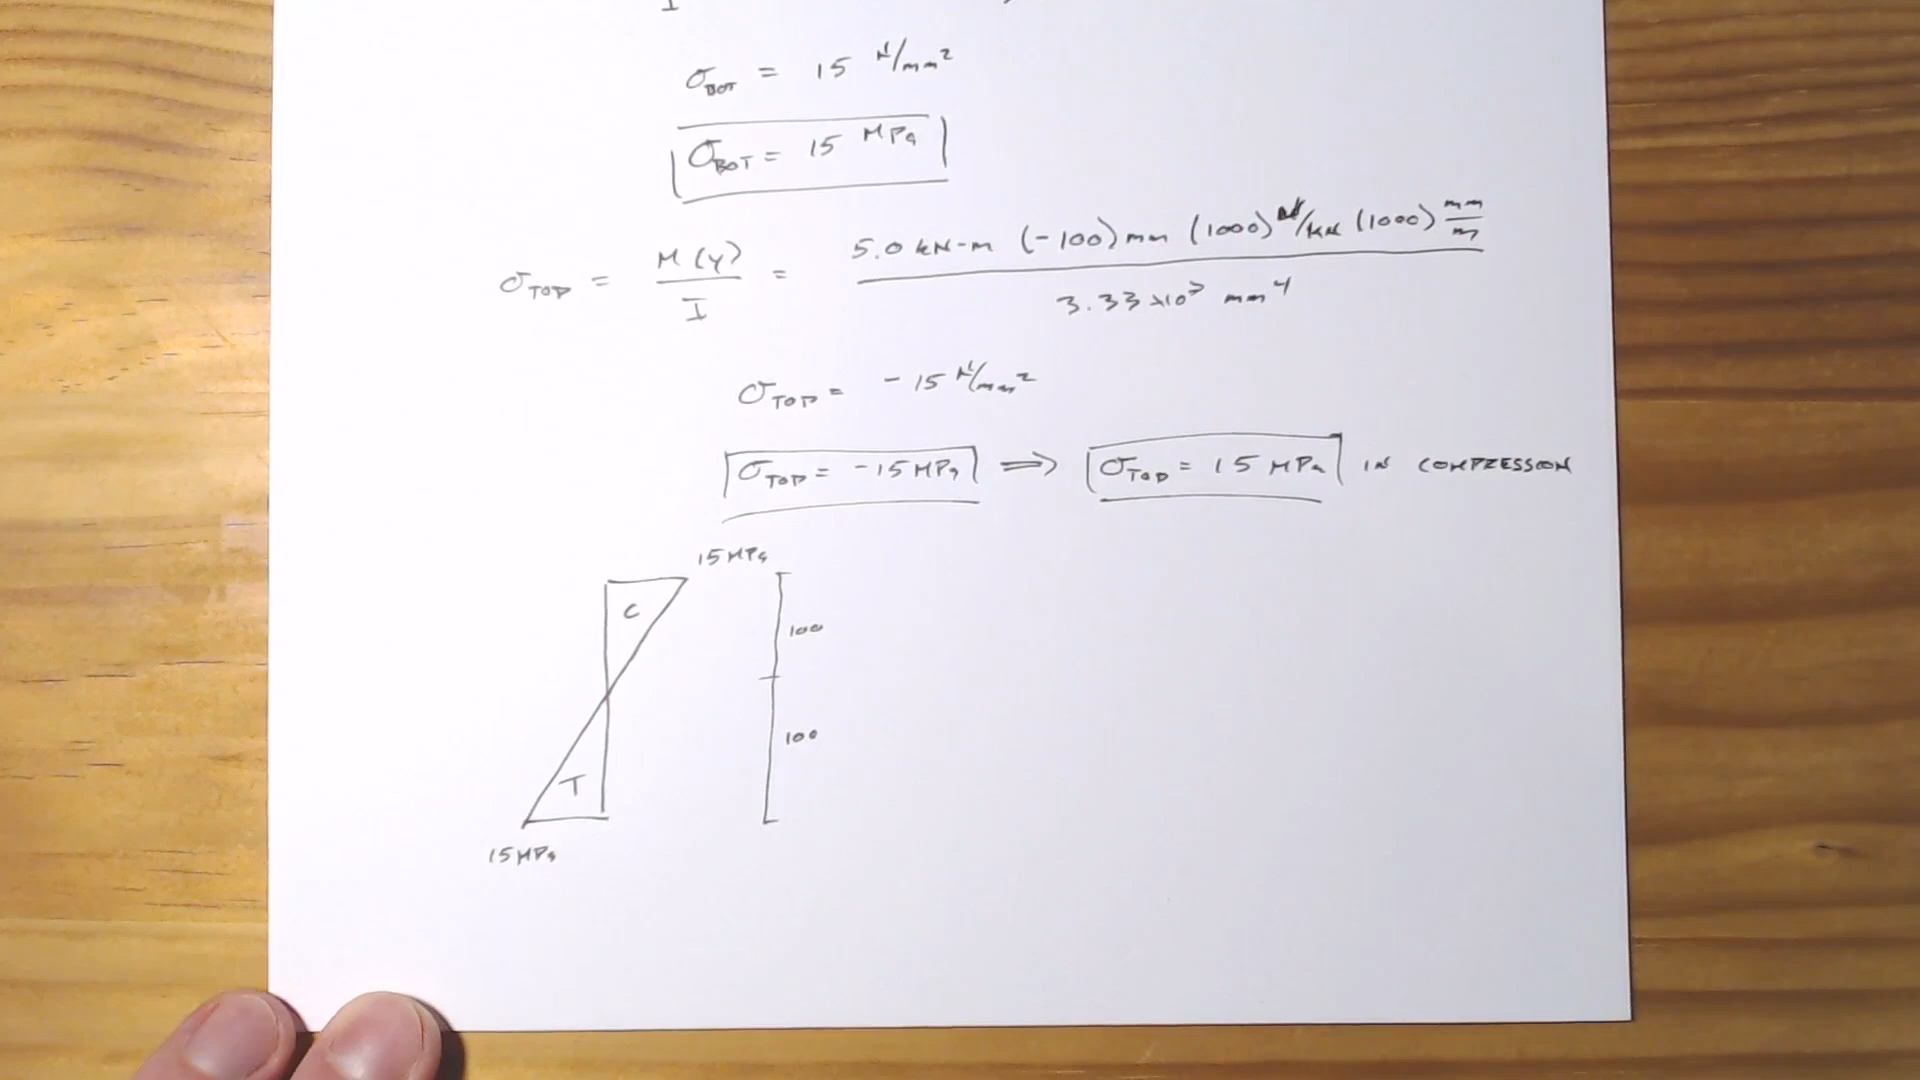 I
σBOT = 15 N/mm²
σBOT = 15 MPa
σTOP = M(y)/I = 5.0 kN-m (-100) mm (1000) N/kN (1000) mm/m / 3.33 x10⁷ mm⁴
σTOP = -15 N/mm²
σTOP = -15 MPa ⇒ σTOP = 15 MPa IN COMPRESSION
15 MPa
C
100
100
T
15 MPa